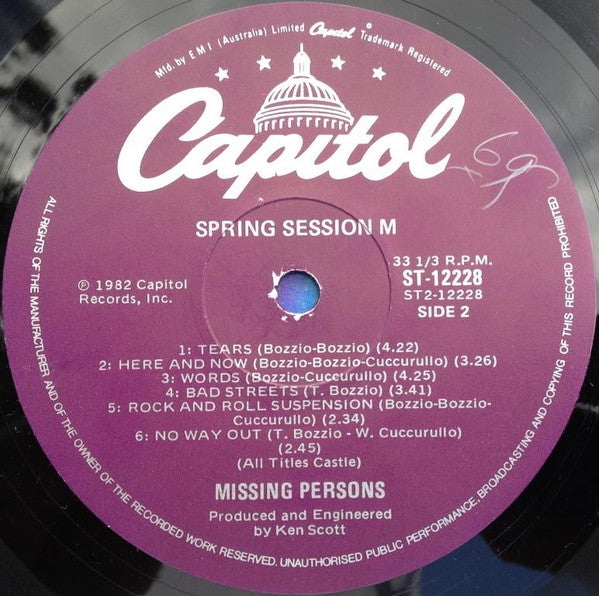 Mfd. by EMI (Australia) Limited Capitol Trademark Registered
Capitol
SPRING SESSION M
33 1/3 R.P.M.
ST-12228
ST2-12228
SIDE 2
℗ 1982 Capitol
Records, Inc.
1: TEARS (Bozzio-Bozzio) (4.22)
2: HERE AND NOW (Bozzio-Bozzio-Cuccurullo) (3.26)
3: WORDS (Bozzio-Cuccurullo) (4.25)
4: BAD STREETS (T. Bozzio) (3.41)
5: ROCK AND ROLL SUSPENSION (Bozzio-Bozzio-
Cuccurullo) (2.34)
6: NO WAY OUT (T. Bozzio - W. Cuccurullo)
(2.45)
(All Titles Castle)
MISSING PERSONS
Produced and Engineered
by Ken Scott
ALL RIGHTS OF THE MANUFACTURER AND OF THE OWNER OF THE RECORDED WORK RESERVED. UNAUTHORISED PUBLIC PERFORMANCE, BROADCASTING AND COPYING OF THIS RECORD PROHIBITED